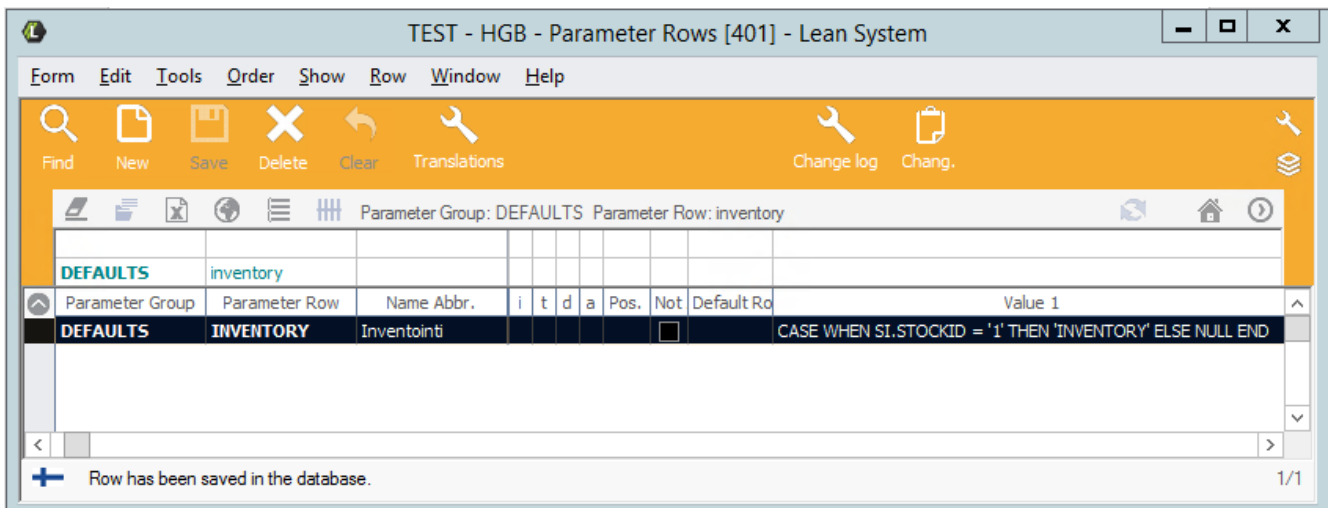 TEST - HGB - Parameter Rows [401] - Lean System
Form Edit Tools Order Show Row Window Help
Find New Save Delete Clear Translations Change log Chang.
Parameter Group: DEFAULTS Parameter Row: inventory
DEFAULTS inventory
Parameter Group Parameter Row Name Abbr. i t d a Pos. Not Default Ro Value 1
DEFAULTS INVENTORY Inventointi CASE WHEN SI.STOCKID = '1' THEN 'INVENTORY' ELSE NULL END
Row has been saved in the database. 1/1